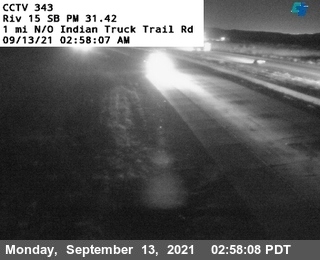 CCTV 343
Riv 15 SB PM 31.42
1 mi N/O Indian Truck Trail Rd
09/13/21 02:58:07 AM
Monday, September 13, 2021 02:58:08 PDT